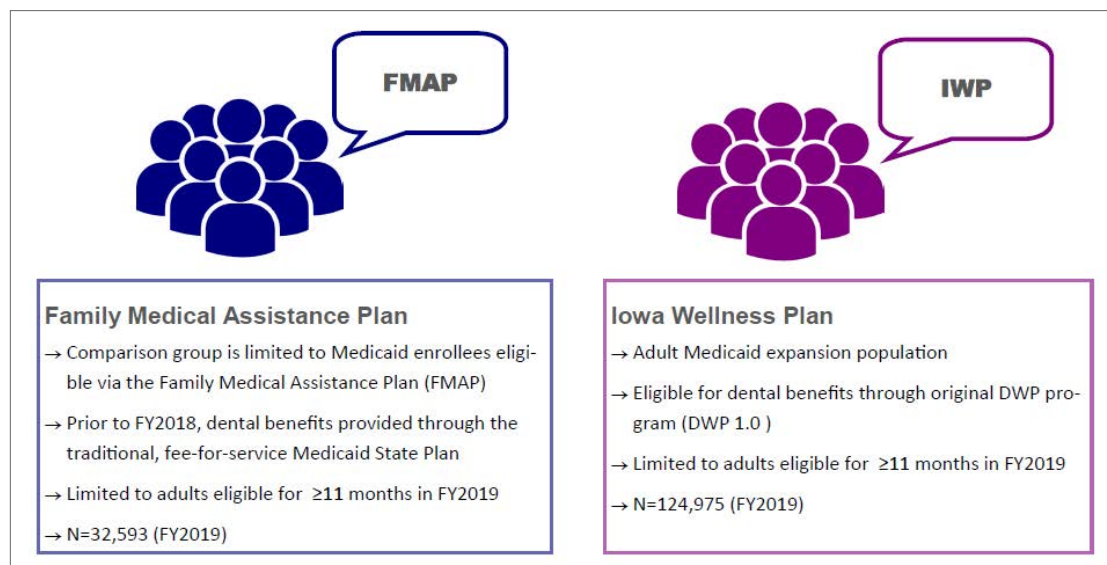 FMAP
IWP
Family Medical Assistance Plan
→ Comparison group is limited to Medicaid enrollees eligi-
ble via the Family Medical Assistance Plan (FMAP)
→ Prior to FY2018, dental benefits provided through the
traditional, fee-for-service Medicaid State Plan
→ Limited to adults eligible for ≥11 months in FY2019
→ N=32,593 (FY2019)
Iowa Wellness Plan
→ Adult Medicaid expansion population
→ Eligible for dental benefits through original DWP pro-
gram (DWP 1.0 )
→ Limited to adults eligible for ≥11 months in FY2019
→ N=124,975 (FY2019)